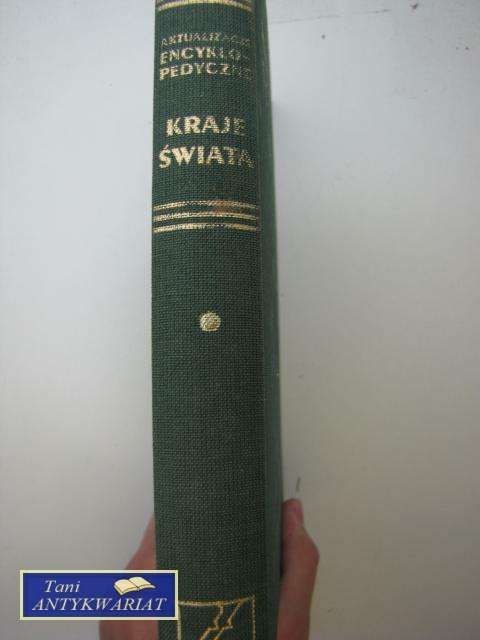 AKTUALIZACJE
ENCYKLO-
PEDYCZNE
KRAJE
ŚWIATA
Tani
ANTYKWARIAT